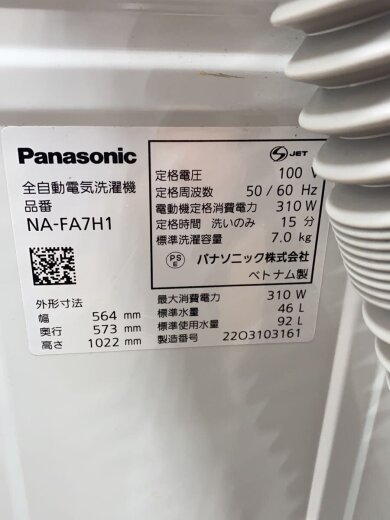 Panasonic
全自動電気洗濯機
品番
NA-FA7H1
外形寸法
幅 564 mm
奥行 573 mm
高さ 1022 mm
JET
定格電圧 100 V
定格周波数 50/60 Hz
電動機定格消費電力 310 W
定格時間 洗いのみ 15 分
標準洗濯容量 7.0 kg
PS
E
パナソニック株式会社
ベトナム製
最大消費電力 310 W
標準水量 46 L
標準使用水量 92 L
製造番号 22O3103161